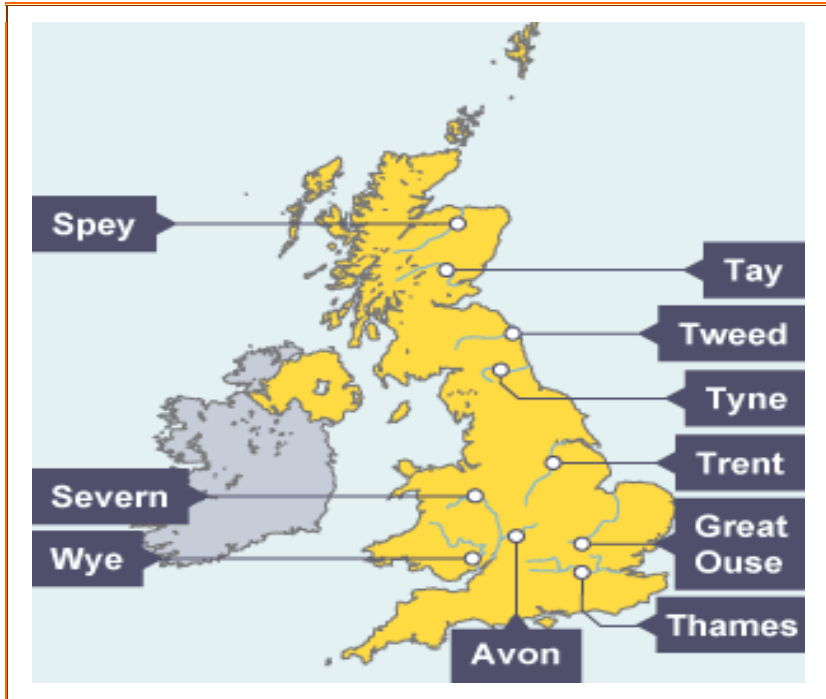 Spey
Tay
Tweed
Tyne
Trent
Severn
Great
Ouse
Wye
Thames
Avon